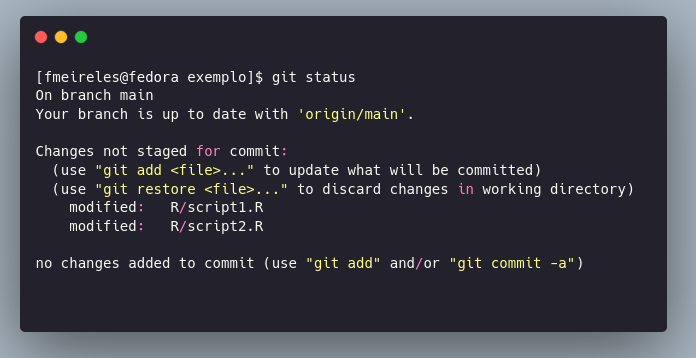 [fmeireles@fedora exemplo]$ git status
On branch main
Your branch is up to date with 'origin/main'.
Changes not staged for commit:
(use "git add <file>..." to update what will be committed)
(use "git restore <file>..." to discard changes in working directory)
modified:   R/script1.R
modified:   R/script2.R
no changes added to commit (use "git add" and/or "git commit -a")